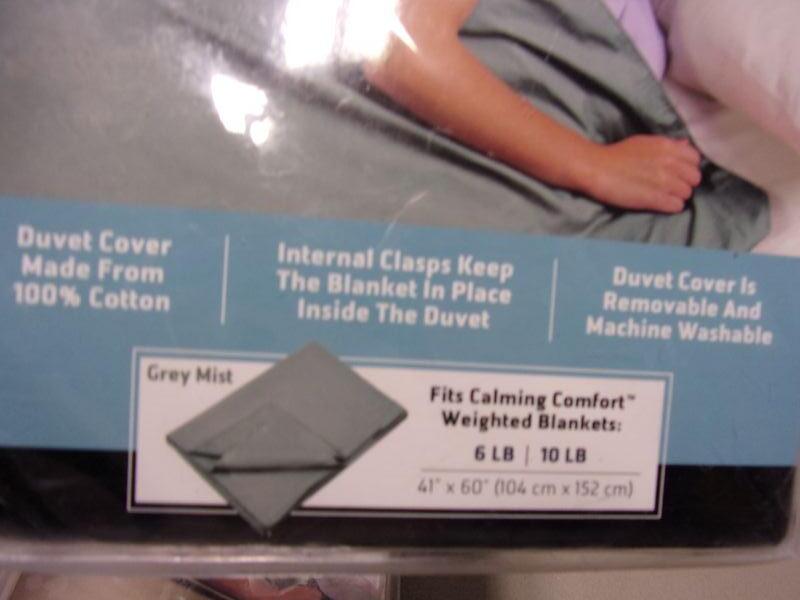 Duvet Cover
Made From
100% Cotton
Internal Clasps Keep
The Blanket In Place
Inside The Duvet
Duvet Cover Is
Removable And
Machine Washable
Grey Mist
Fits Calming Comfort™
Weighted Blankets:
6 LB | 10 LB
41" x 60" (104 cm x 152 cm)